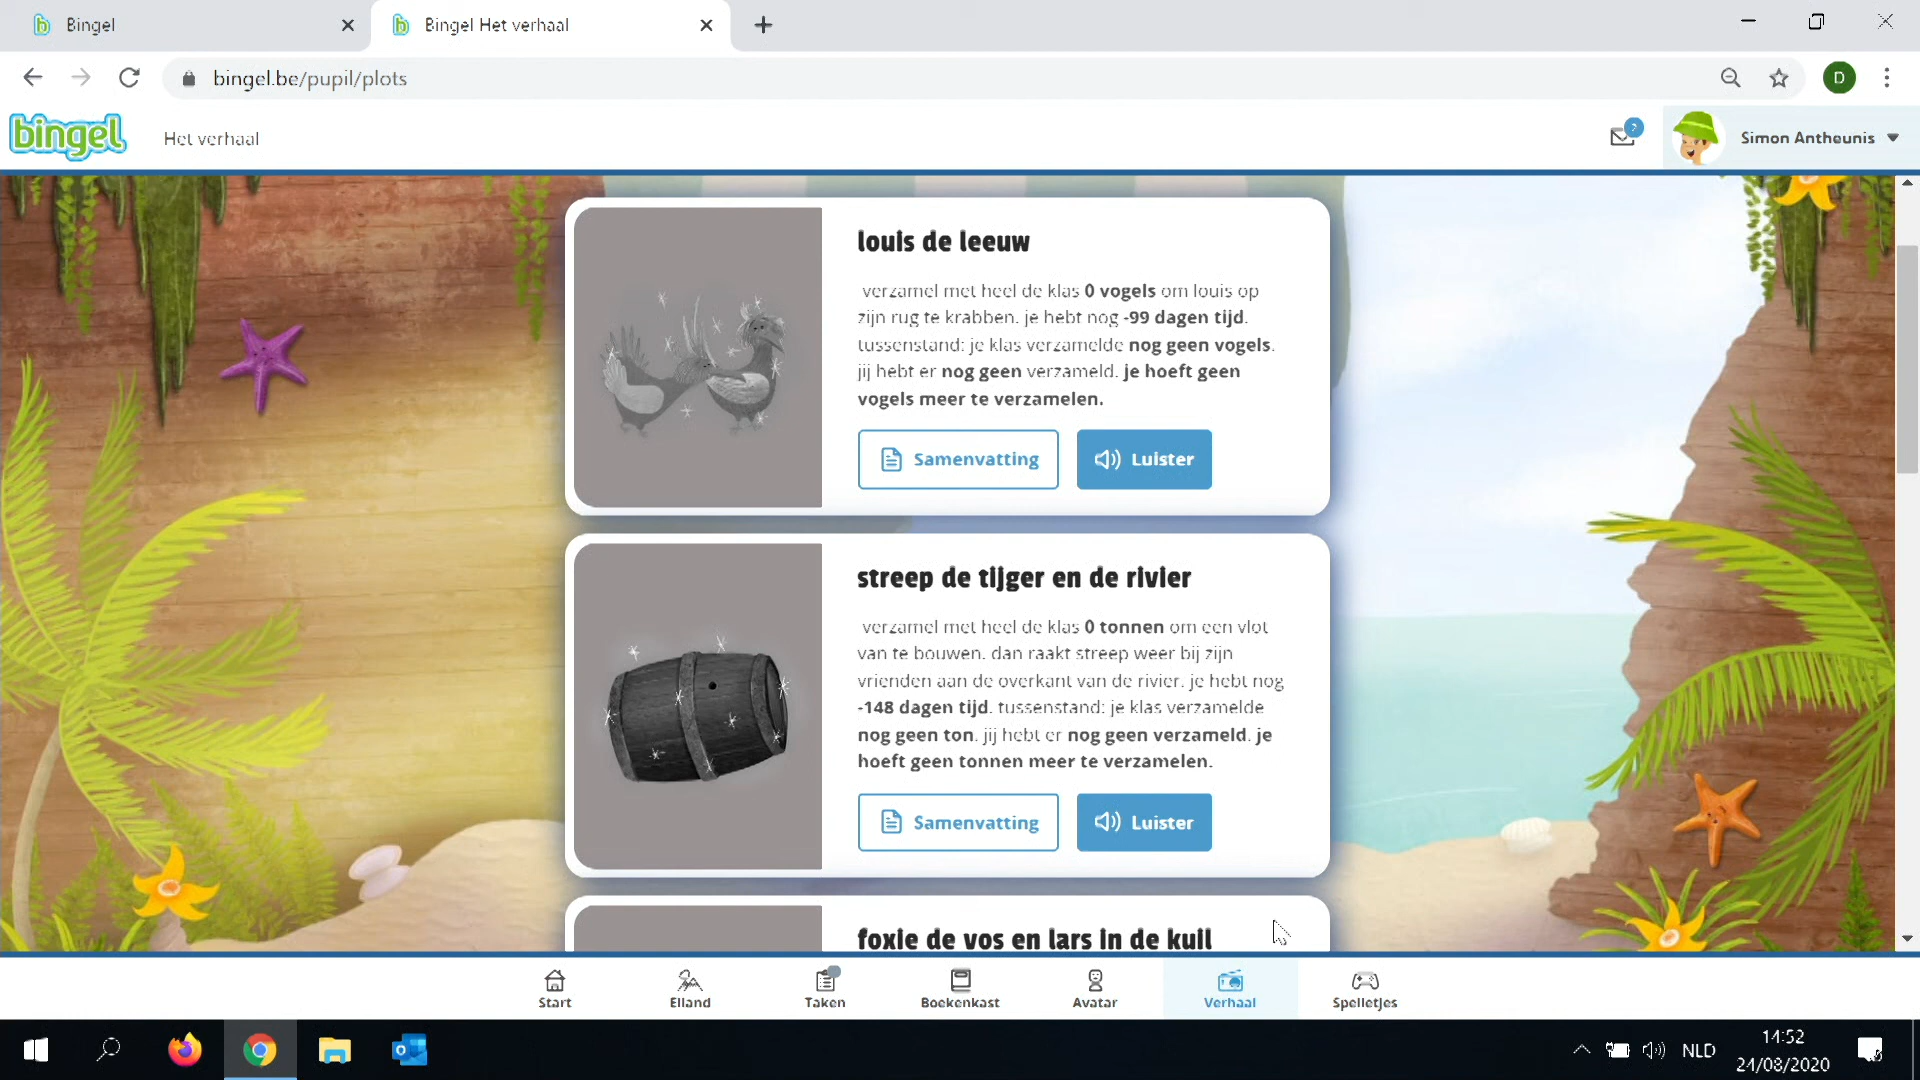 Bingel
Bingel Het verhaal
bingel.be/pupil/plots
D
bingel
Het verhaal
Simon Antheunis
louis de leeuw
verzamel met heel de klas 0 vogels om louis op
zijn rug te krabben. je hebt nog -99 dagen tijd.
tussenstand: je klas verzamelde nog geen vogels.
jij hebt er nog geen verzameld. je hoeft geen
vogels meer te verzamelen.
Samenvatting
Luister
streep de tijger en de rivier
verzamel met heel de klas 0 tonnen om een vlot
van te bouwen. dan raakt streep weer bij zijn
vrienden aan de overkant van de rivier. je hebt nog
-148 dagen tijd. tussenstand: je klas verzamelde
nog geen ton. jij hebt er nog geen verzameld. je
hoeft geen tonnen meer te verzamelen.
Samenvatting
Luister
foxie de vos en lars in de kuil
Start
Eiland
Taken
Boekenkast
Avatar
Verhaal
Spelletjes
NLD
14:52
24/08/2020